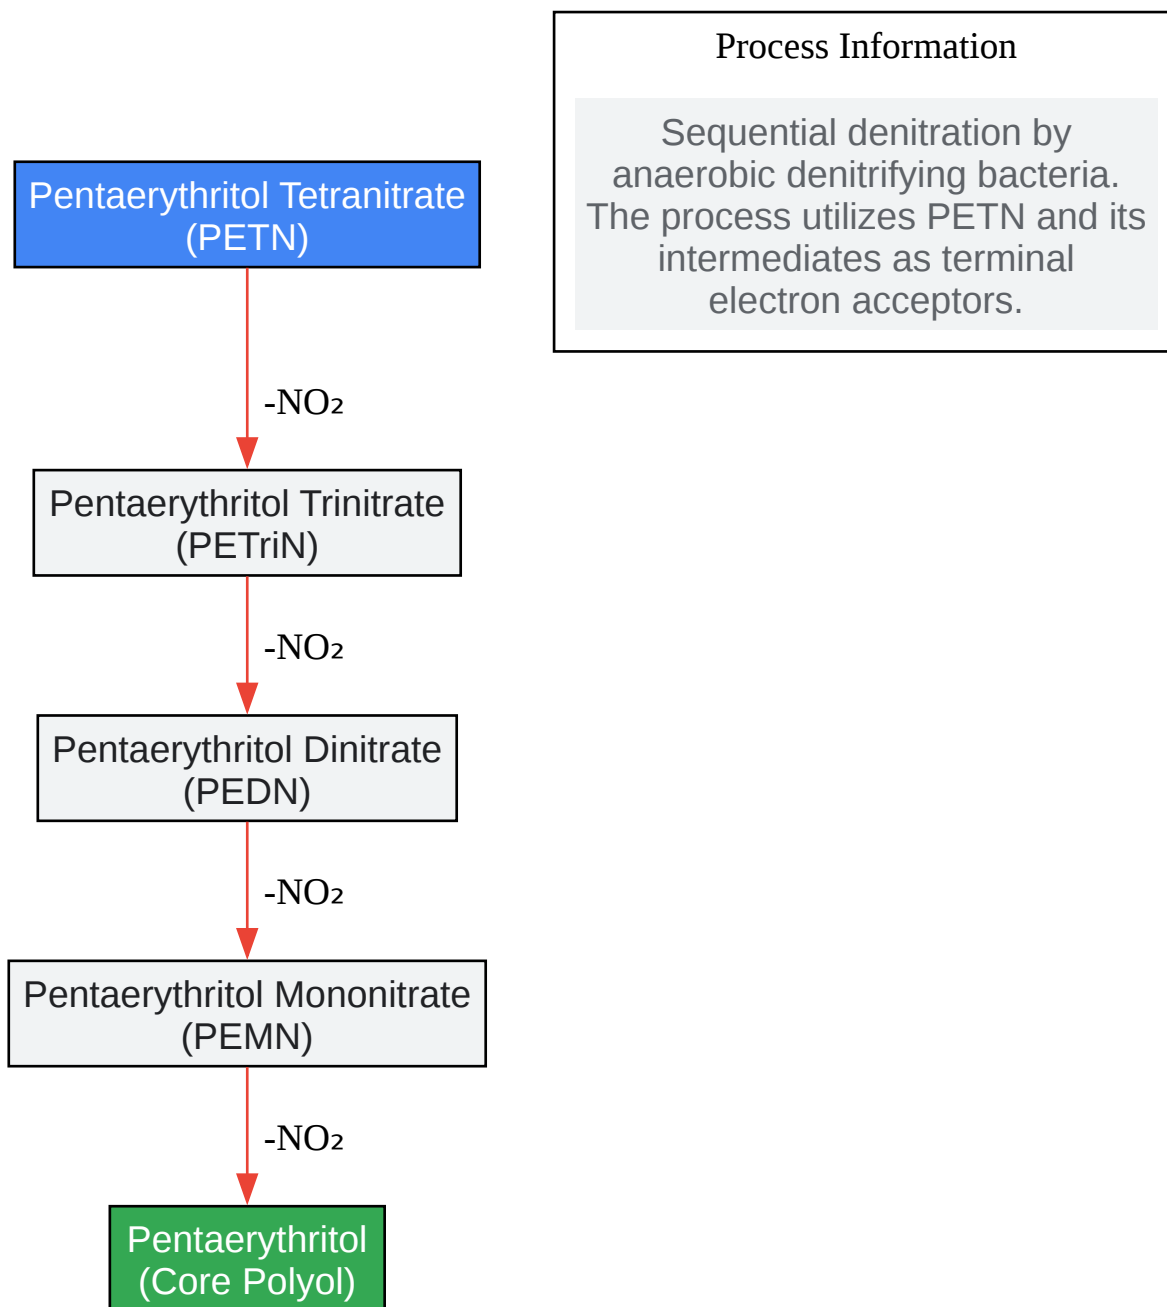 Process Information
Sequential denitration by
anaerobic denitrifying bacteria.
The process utilizes PETN and its
intermediates as terminal
electron acceptors.
Pentaerythritol Tetranitrate
(PETN)
-NO₂
Pentaerythritol Trinitrate
(PETriN)
-NO₂
Pentaerythritol Dinitrate
(PEDN)
-NO₂
Pentaerythritol Mononitrate
(PEMN)
-NO₂
Pentaerythritol
(Core Polyol)